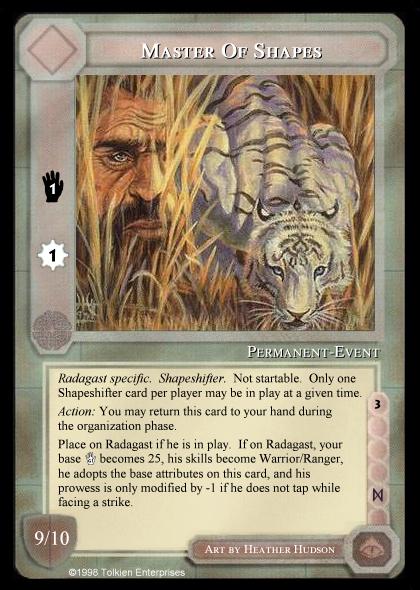 MASTER OF SHAPES
1
1
PERMANENT-EVENT
Radagast specific. Shapeshifter. Not startable. Only one
Shapeshifter card per player may be in play at a given time.
Action: You may return this card to your hand during
the organization phase.
Place on Radagast if he is in play. If on Radagast, your
base becomes 25, his skills become Warrior/Ranger,
he adopts the base attributes on this card, and his
prowess is only modified by -1 if he does not tap while
facing a strike.
3
9/10
ART BY HEATHER HUDSON
©1998 Tolkien Enterprises